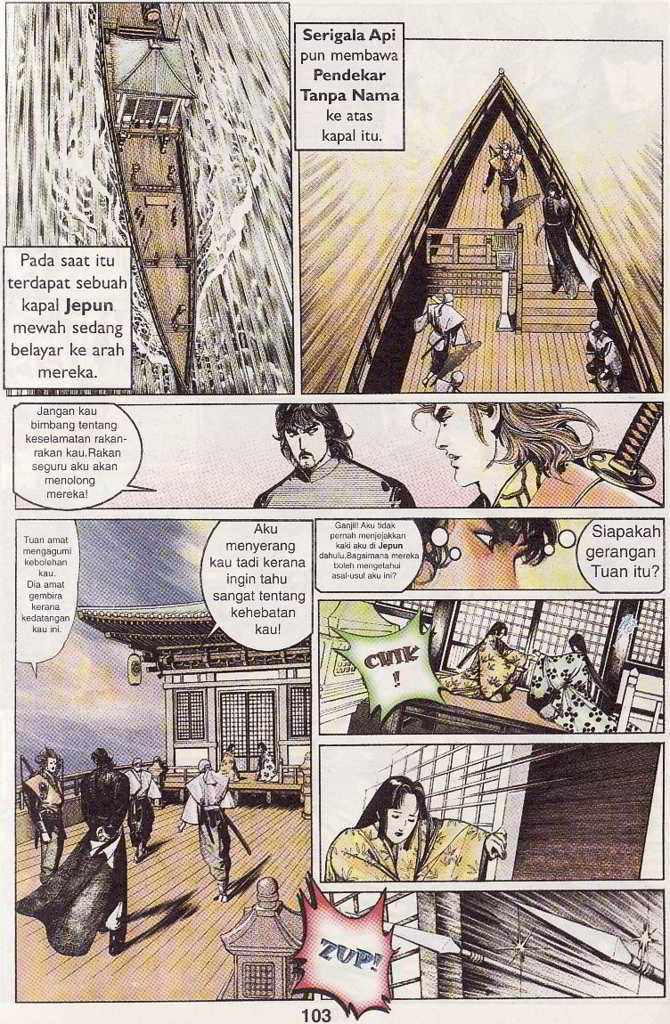 Serigala Api
pun membawa
Pendekar
Tanpa Nama
ke atas
kapal itu.
Pada saat itu
terdapat sebuah
kapal Jepun
mewah sedang
belayar ke arah
mereka.
Jangan kau
bimbang tentang
keselamatan rakan-
rakan kau.Rakan
seguru aku akan
menolong
mereka!
Tuan amat
mengagumi
kebolehan
kau.
Dia amat
gembira
kerana
kedatangan
kau ini.
Aku
menyerang
kau tadi kerana
ingin tahu
sangat tentang
kehebatan
kau!
Ganjil! Aku tidak
pernah menjejakkan
kaki aku di Jepun
dahulu.Bagaimana mereka
boleh mengetahui
asal-usul aku ini?
Siapakah
gerangan
Tuan itu?
CHIK
!
ZUP!
103